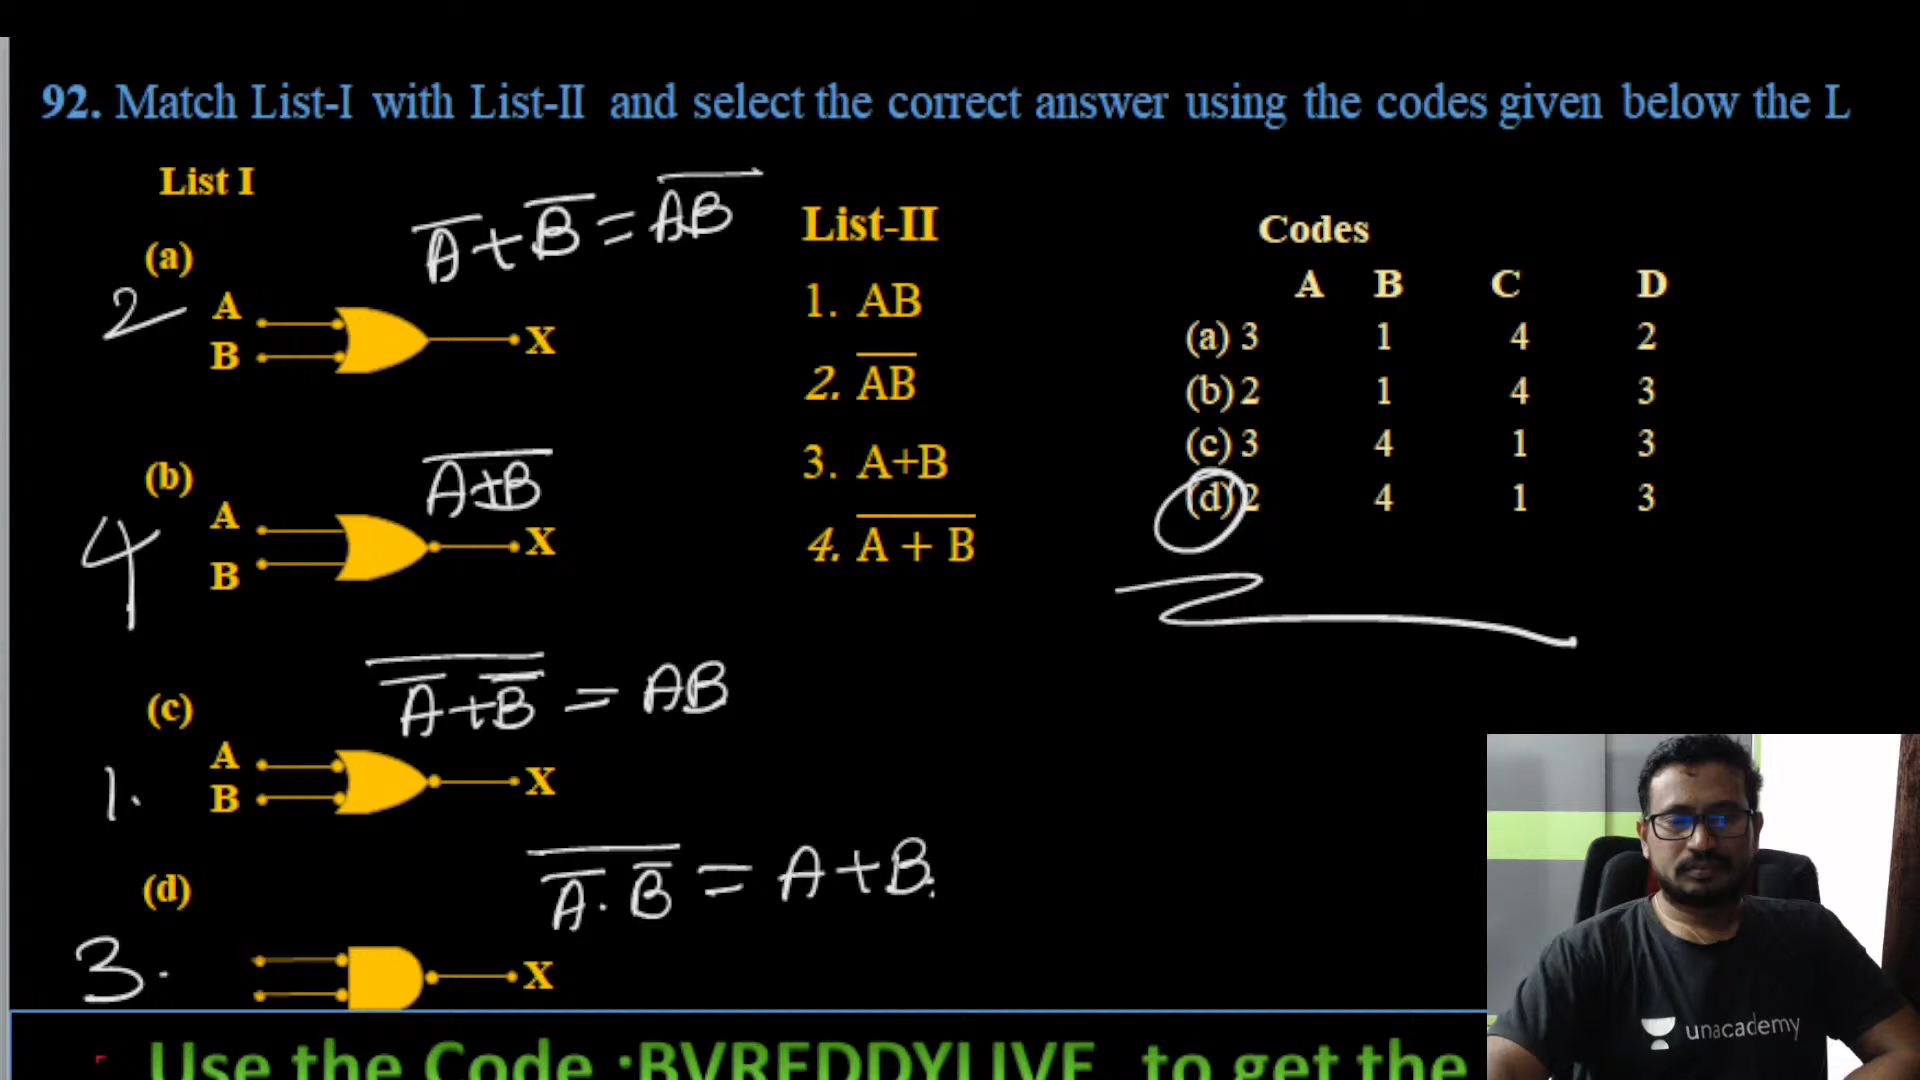 92. Match List-I with List-II and select the correct answer using the codes given below the L
List I
(a)
2
A
B
X
A̅+B̅ = A̅B̅
(b)
4
A
B
X
A̅+̅B̅
(c)
1.
A
B
X
A̅+B̅ = AB
(d)
3.
X
A̅.B̅ = A+B.
List-II
1. AB
2. A̅B̅
3. A+B
4. A̅ ̅+̅ ̅B̅
Codes
A B C D
(a) 3 1 4 2
(b) 2 1 4 3
(c) 3 4 1 3
(d) 2 4 1 3
unacademy
Use the Code :BVREDDYLIVE to get the